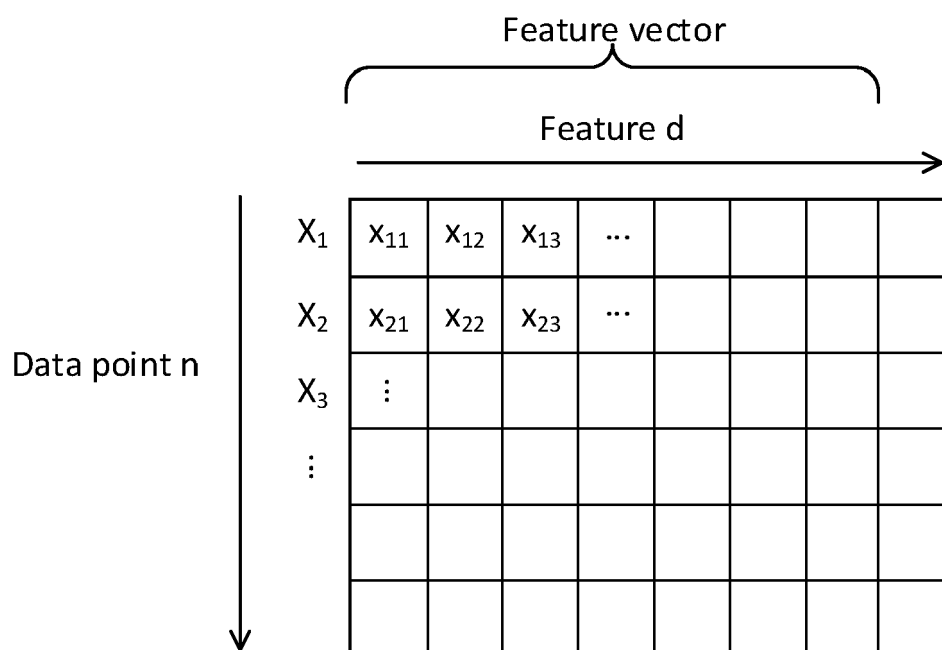 Feature vector
Feature d
X₁ x₁₁ x₁₂ x₁₃ ...
X₂ x₂₁ x₂₂ x₂₃ ...
Data point n
X₃ ⋮
⋮